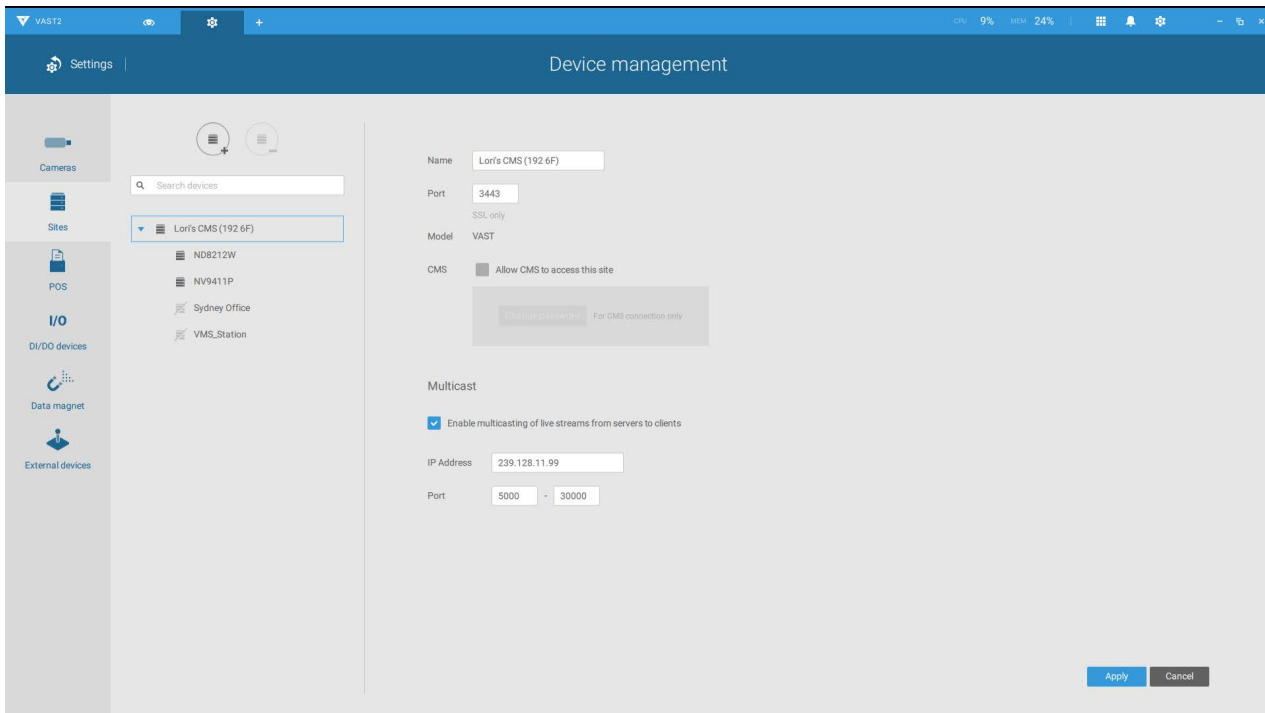 VAST2
CPU 9% MEM 24%
Settings
Device management
Cameras
Sites
POS
I/O
DI/DO devices
Data magnet
External devices
Search devices
Lori's CMS (192 6F)
ND8212W
NV9411P
Sydney Office
VMS_Station
Name Lori's CMS (192 6F)
Port 3443
SSL only
Model VAST
CMS Allow CMS to access this site
Change password For CMS connection only
Multicast
Enable multicasting of live streams from servers to clients
IP Address 239.128.11.99
Port 5000 - 30000
Apply Cancel